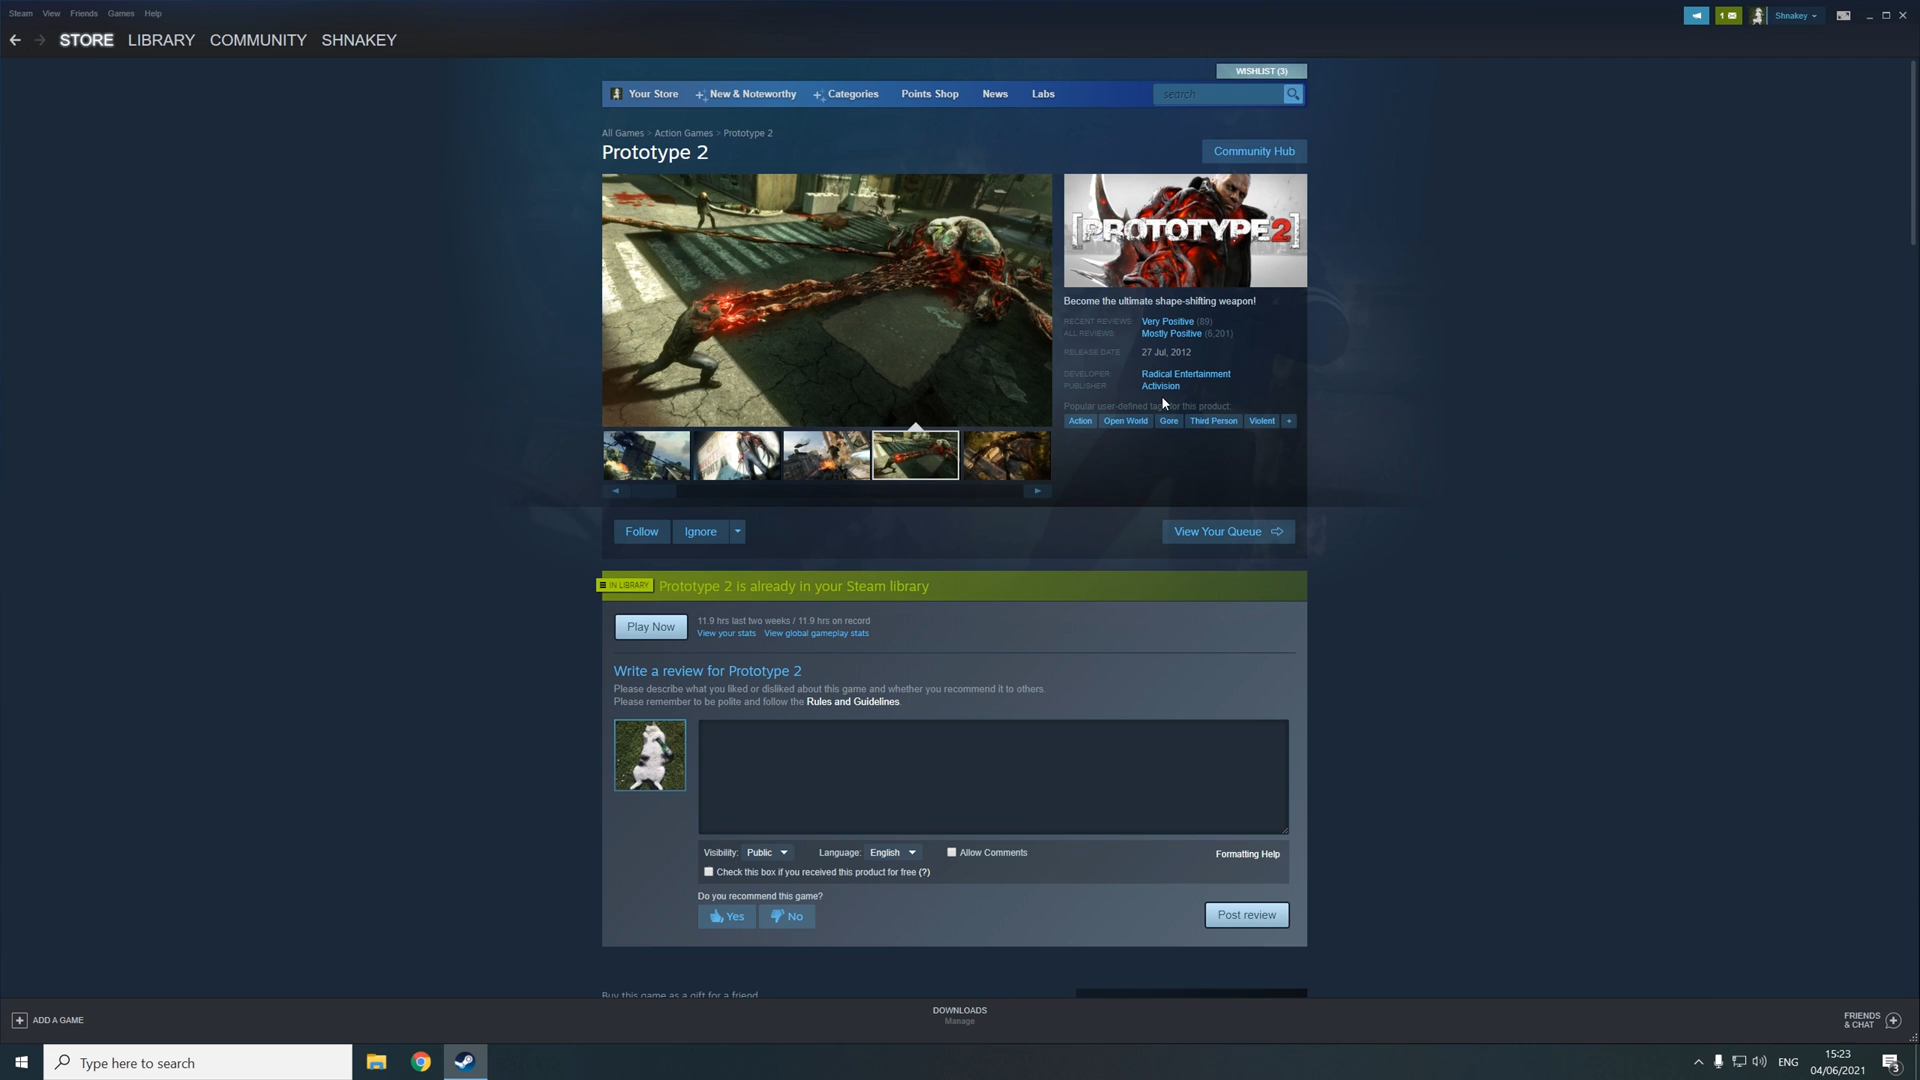 Steam View Friends Games Help
1 Shnakey
STORE LIBRARY COMMUNITY SHNAKEY
WISHLIST (3)
Your Store New & Noteworthy Categories Points Shop News Labs search
All Games > Action Games > Prototype 2
Prototype 2
Community Hub
[PROTOTYPE2]
Become the ultimate shape-shifting weapon!
RECENT REVIEWS: Very Positive (89)
ALL REVIEWS: Mostly Positive (6,201)
RELEASE DATE: 27 Jul, 2012
DEVELOPER: Radical Entertainment
PUBLISHER: Activision
Popular user-defined tags for this product:
Action Open World Gore Third Person Violent +
Follow Ignore View Your Queue
IN LIBRARY Prototype 2 is already in your Steam library
Play Now
11.9 hrs last two weeks / 11.9 hrs on record
View your stats View global gameplay stats
Write a review for Prototype 2
Please describe what you liked or disliked about this game and whether you recommend it to others.
Please remember to be polite and follow the Rules and Guidelines
Visibility: Public Language: English Allow Comments Formatting Help
Check this box if you received this product for free (?)
Do you recommend this game?
Yes No
Post review
Buy this game as a gift for a friend
ADD A GAME
DOWNLOADS
Manage
FRIENDS
& CHAT
Type here to search
ENG
15:23
04/06/2021
3